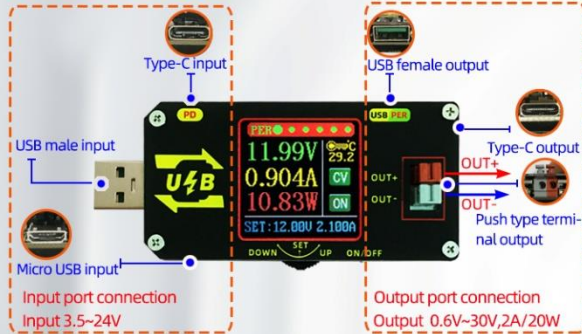 Type-C input
USB female output
PD
USB PER
USB male input
Type-C output
PER
11.99V
℃
29.2
0.904A
CV
10.83W
ON
SET:12.00V 2.100A
USB
OUT+
OUT-
OUT+
OUT-
Push type termi-
nal output
DOWN
SET
UP
ON/OFF
Micro USB input
Input port connection
Input 3.5~24V
Output port connection
Output 0.6V~30V,2A/20W